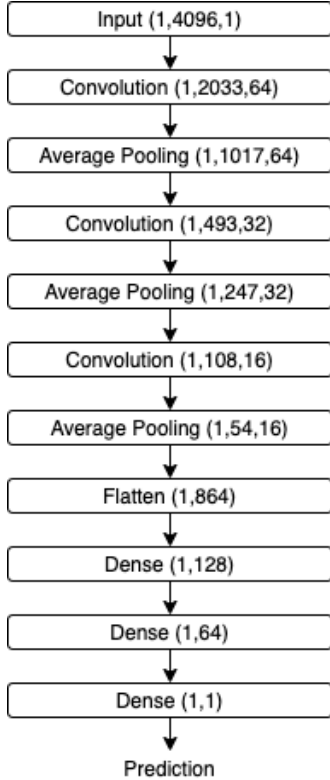 Input (1,4096,1)
Convolution (1,2033,64)
Average Pooling (1,1017,64)
Convolution (1,493,32)
Average Pooling (1,247,32)
Convolution (1,108,16)
Average Pooling (1,54,16)
Flatten (1,864)
Dense (1,128)
Dense (1,64)
Dense (1,1)
Prediction